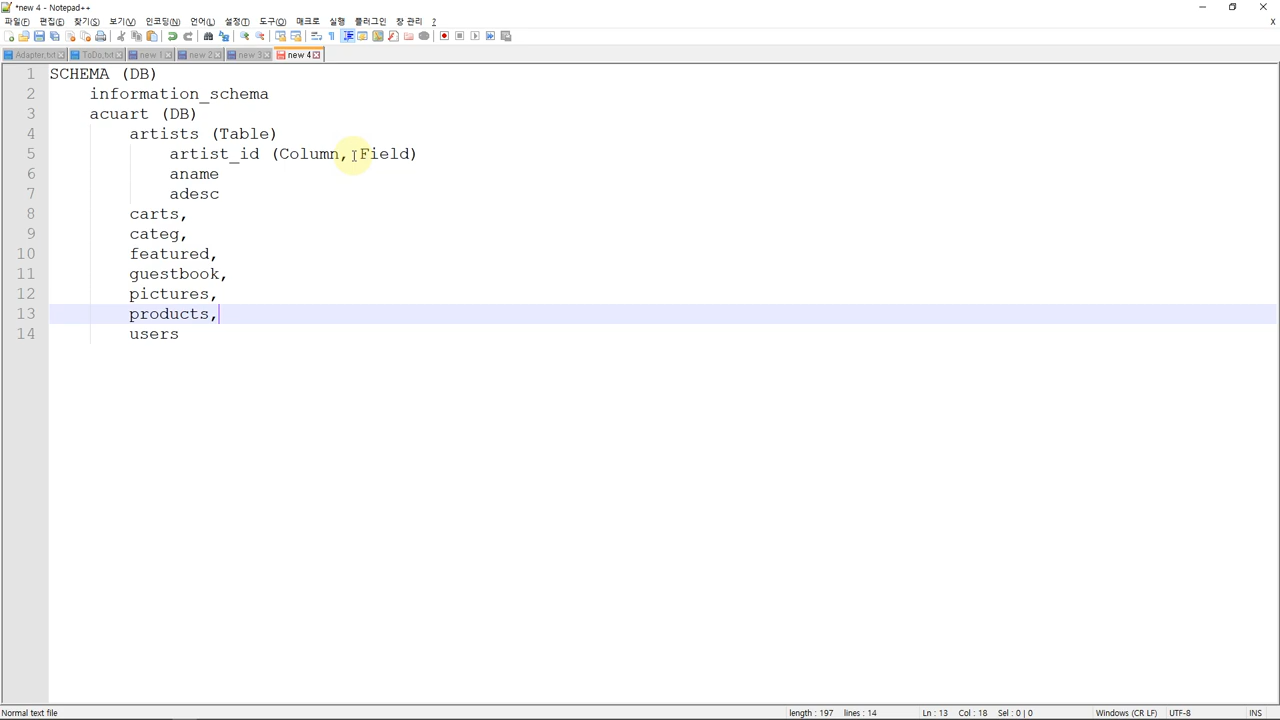 *new 4 - Notepad++
파일(F) 편집(E) 찾기(S) 보기(V) 인코딩(N) 언어(L) 설정(T) 도구(O) 매크로 실행 플러그인 창 관리 ?
Adapter.txt ToDo.txt new 1 new 2 new 3 new 4
1 SCHEMA (DB)
2 information_schema
3 acuart (DB)
4 artists (Table)
5 artist_id (Column, Field)
6 aname
7 adesc
8 carts,
9 categ,
10 featured,
11 guestbook,
12 pictures,
13 products,
14 users
Normal text file length : 197 lines : 14 Ln : 13 Col : 18 Sel : 0 | 0 Windows (CR LF) UTF-8 INS